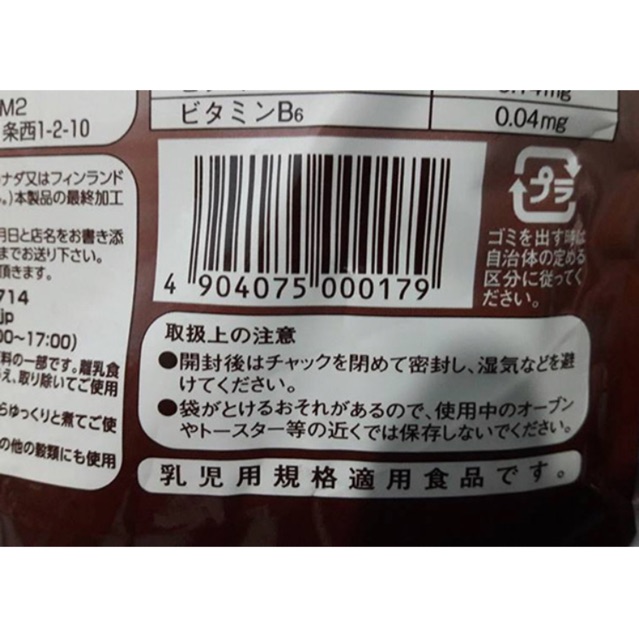 M2
条西1-2-10
ビタミンB6
0.04mg
ナダ又はフィンランド
。)本製品の最終加工
月日と店名をお書き添
までお送り下さい。
頂きます。
714
.jp
00~17:00)
料の一部です。離乳食
え、取り除いてご使用
らゆっくりと煮てご使
の他の穀類にも使用
4 904075 000179
プラ
ゴミを出す時は
自治体の定める
区分に従ってく
ださい。
取扱上の注意
●開封後はチャックを閉めて密封し、湿気などを避
けてください。
●袋がとけるおそれがあるので、使用中のオーブン
やトースター等の近くでは保存しないでください。
乳児用規格適用食品です。